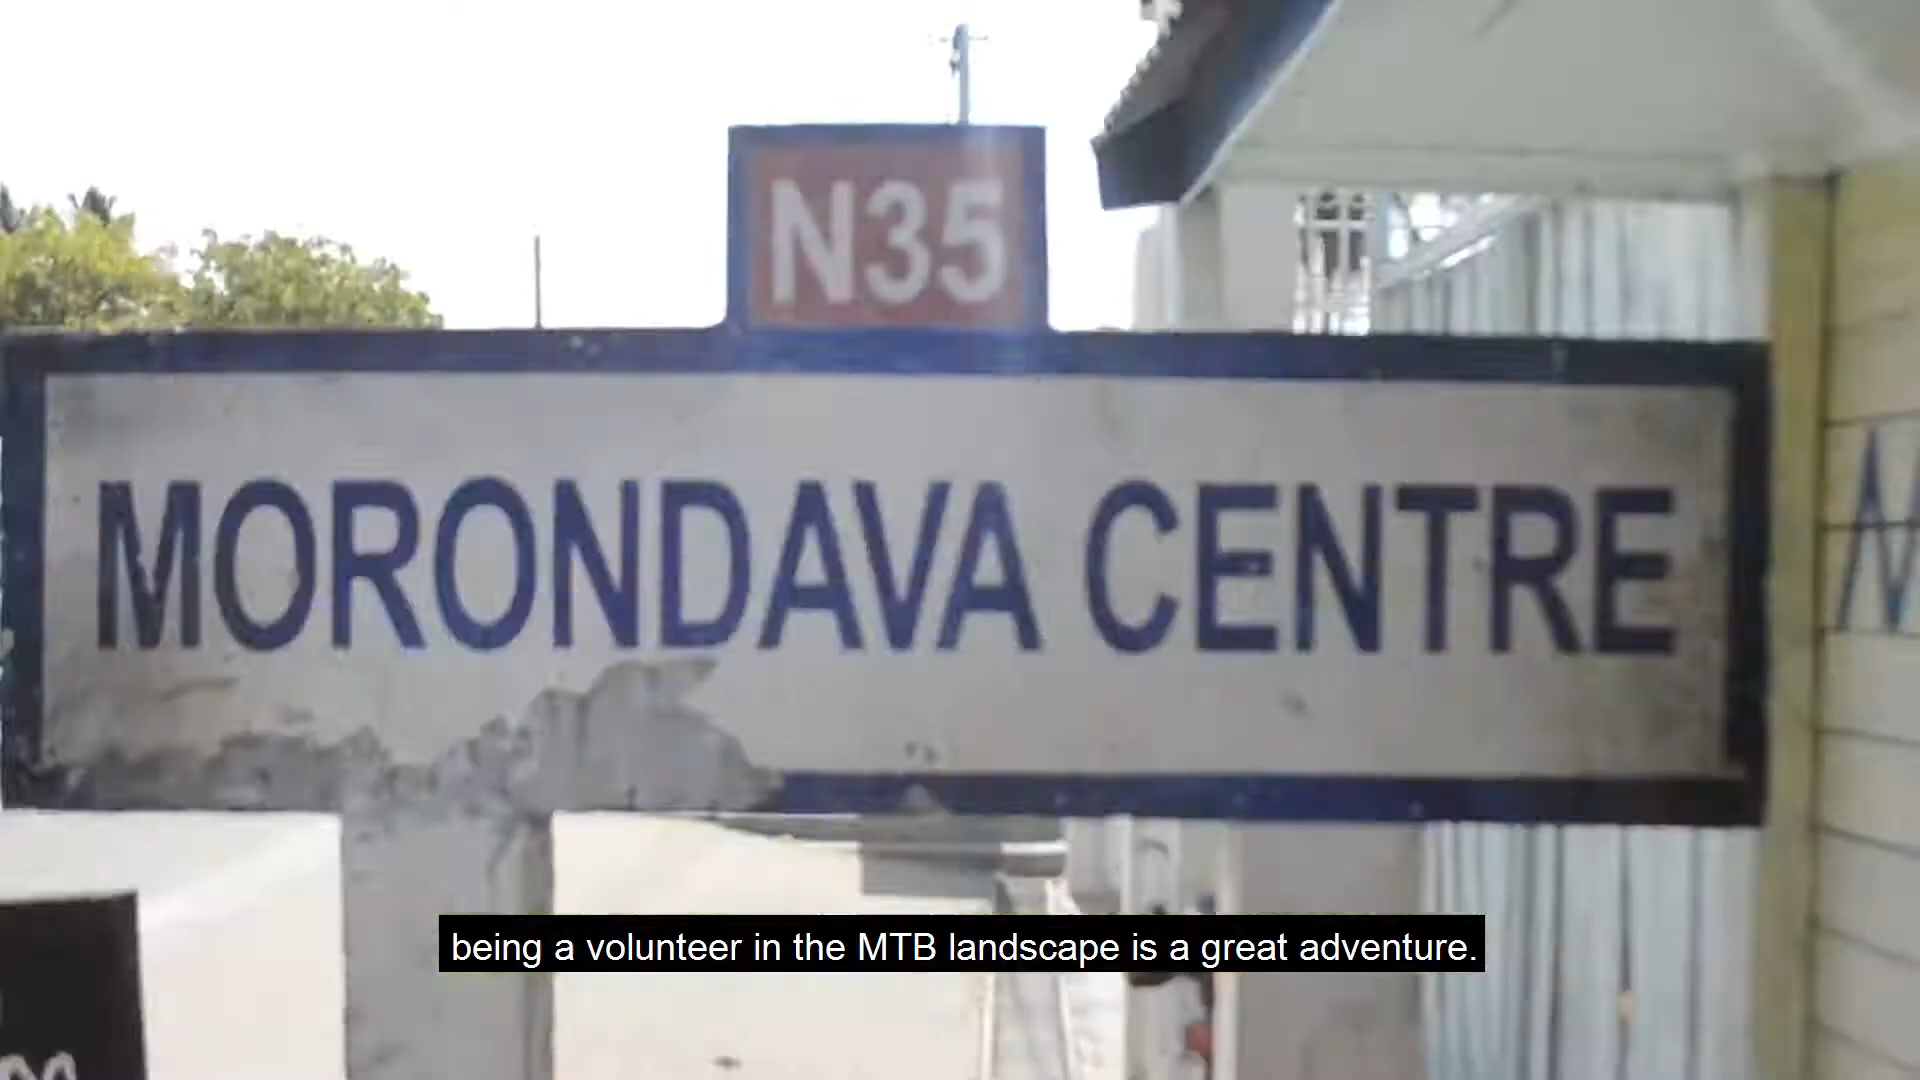 N35
MORONDAVA CENTRE
being a volunteer in the MTB landscape is a great adventure.